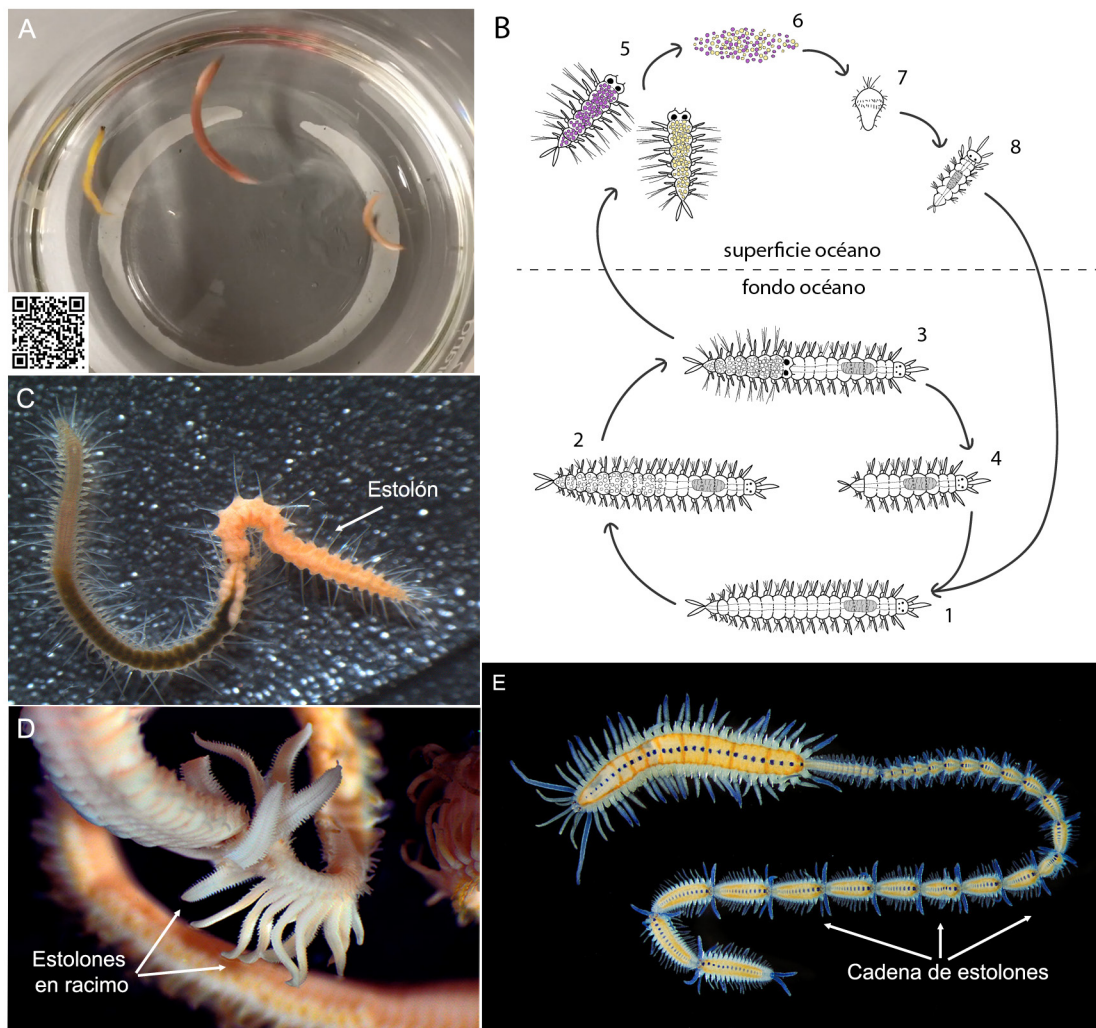 A
B
5
6
7
8
superficie océano
fondo océano
3
2
4
1
C
Estolón
D
Estolones
en racimo
E
Cadena de estolones